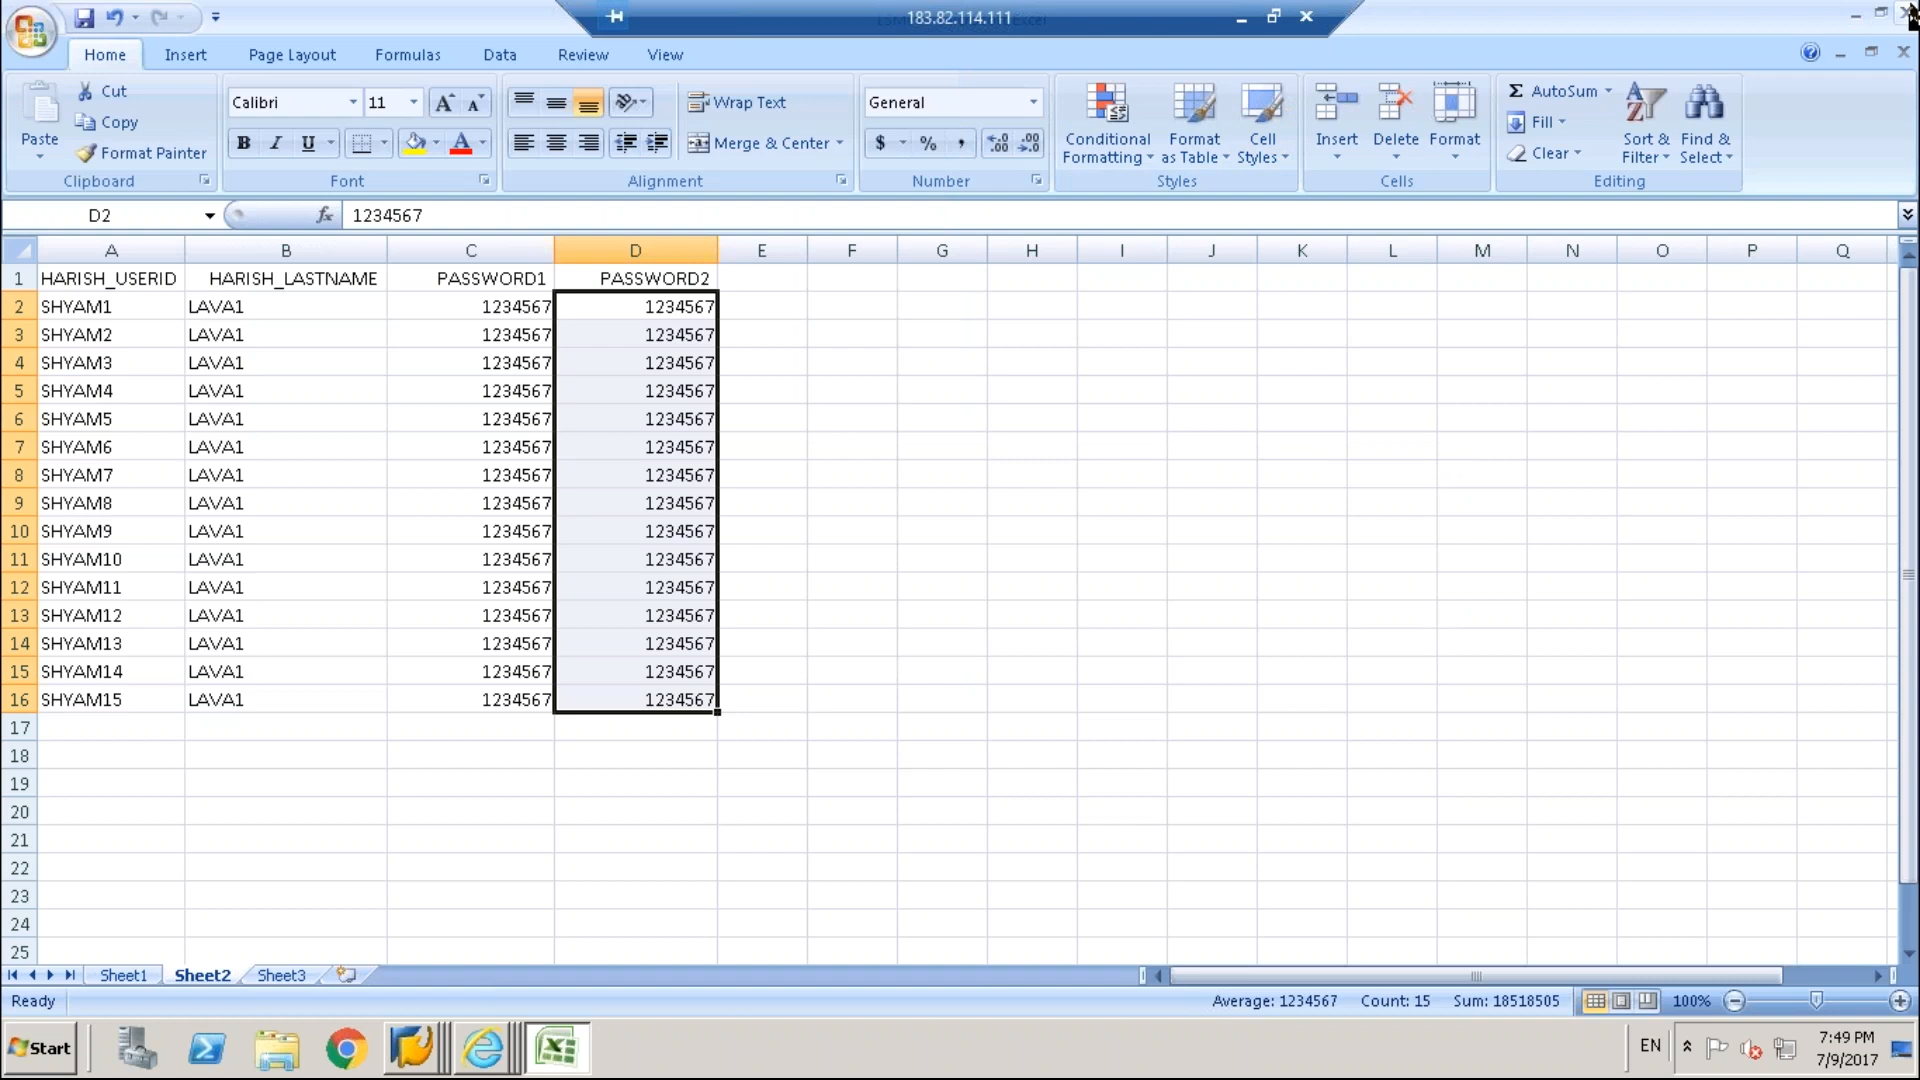 183.82.114.111
Home Insert Page Layout Formulas Data Review View
Paste
Cut
Copy
Format Painter
Clipboard
Calibri 11
B I U
Font
Wrap Text
Merge & Center
Alignment
General
$ % ,
Number
Conditional Formatting
Format as Table
Cell Styles
Styles
Insert Delete Format
Cells
Σ AutoSum
Fill
Clear
Sort & Filter
Find & Select
Editing
D2 fx 1234567
A B C D E F G H I J K L M N O P Q
1 HARISH_USERID HARISH_LASTNAME PASSWORD1 PASSWORD2
2 SHYAM1 LAVA1 1234567 1234567
3 SHYAM2 LAVA1 1234567 1234567
4 SHYAM3 LAVA1 1234567 1234567
5 SHYAM4 LAVA1 1234567 1234567
6 SHYAM5 LAVA1 1234567 1234567
7 SHYAM6 LAVA1 1234567 1234567
8 SHYAM7 LAVA1 1234567 1234567
9 SHYAM8 LAVA1 1234567 1234567
10 SHYAM9 LAVA1 1234567 1234567
11 SHYAM10 LAVA1 1234567 1234567
12 SHYAM11 LAVA1 1234567 1234567
13 SHYAM12 LAVA1 1234567 1234567
14 SHYAM13 LAVA1 1234567 1234567
15 SHYAM14 LAVA1 1234567 1234567
16 SHYAM15 LAVA1 1234567 1234567
17
18
19
20
21
22
23
24
25
Sheet1 Sheet2 Sheet3
Ready Average: 1234567 Count: 15 Sum: 18518505 100%
Start EN 7:49 PM
7/9/2017